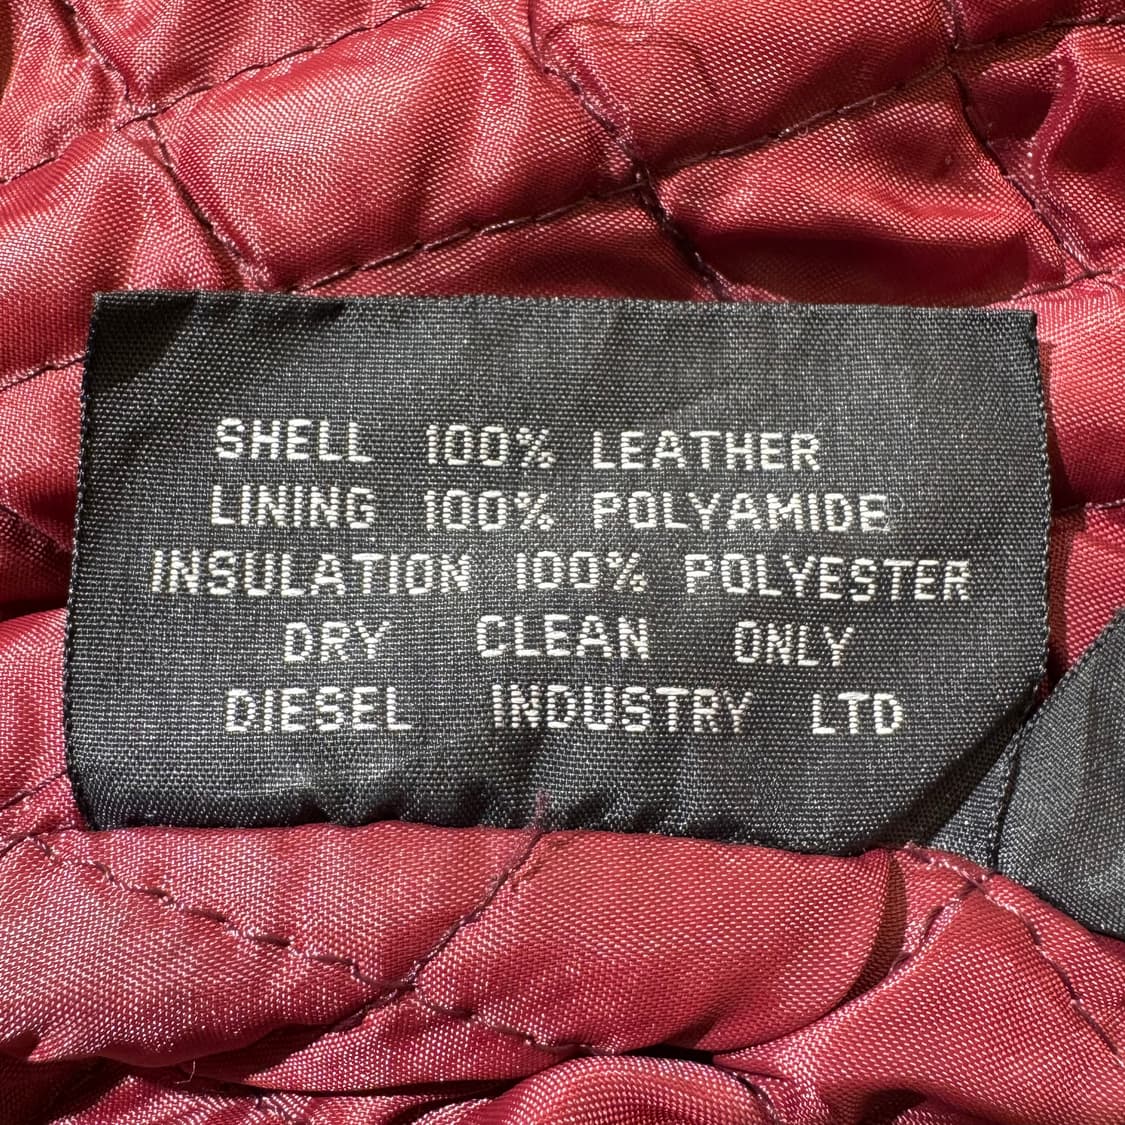 SHELL 100% LEATHER
LINING 100% POLYAMIDE
INSULATION 100% POLYESTER
DRY CLEAN ONLY
DIESEL INDUSTRY LTD